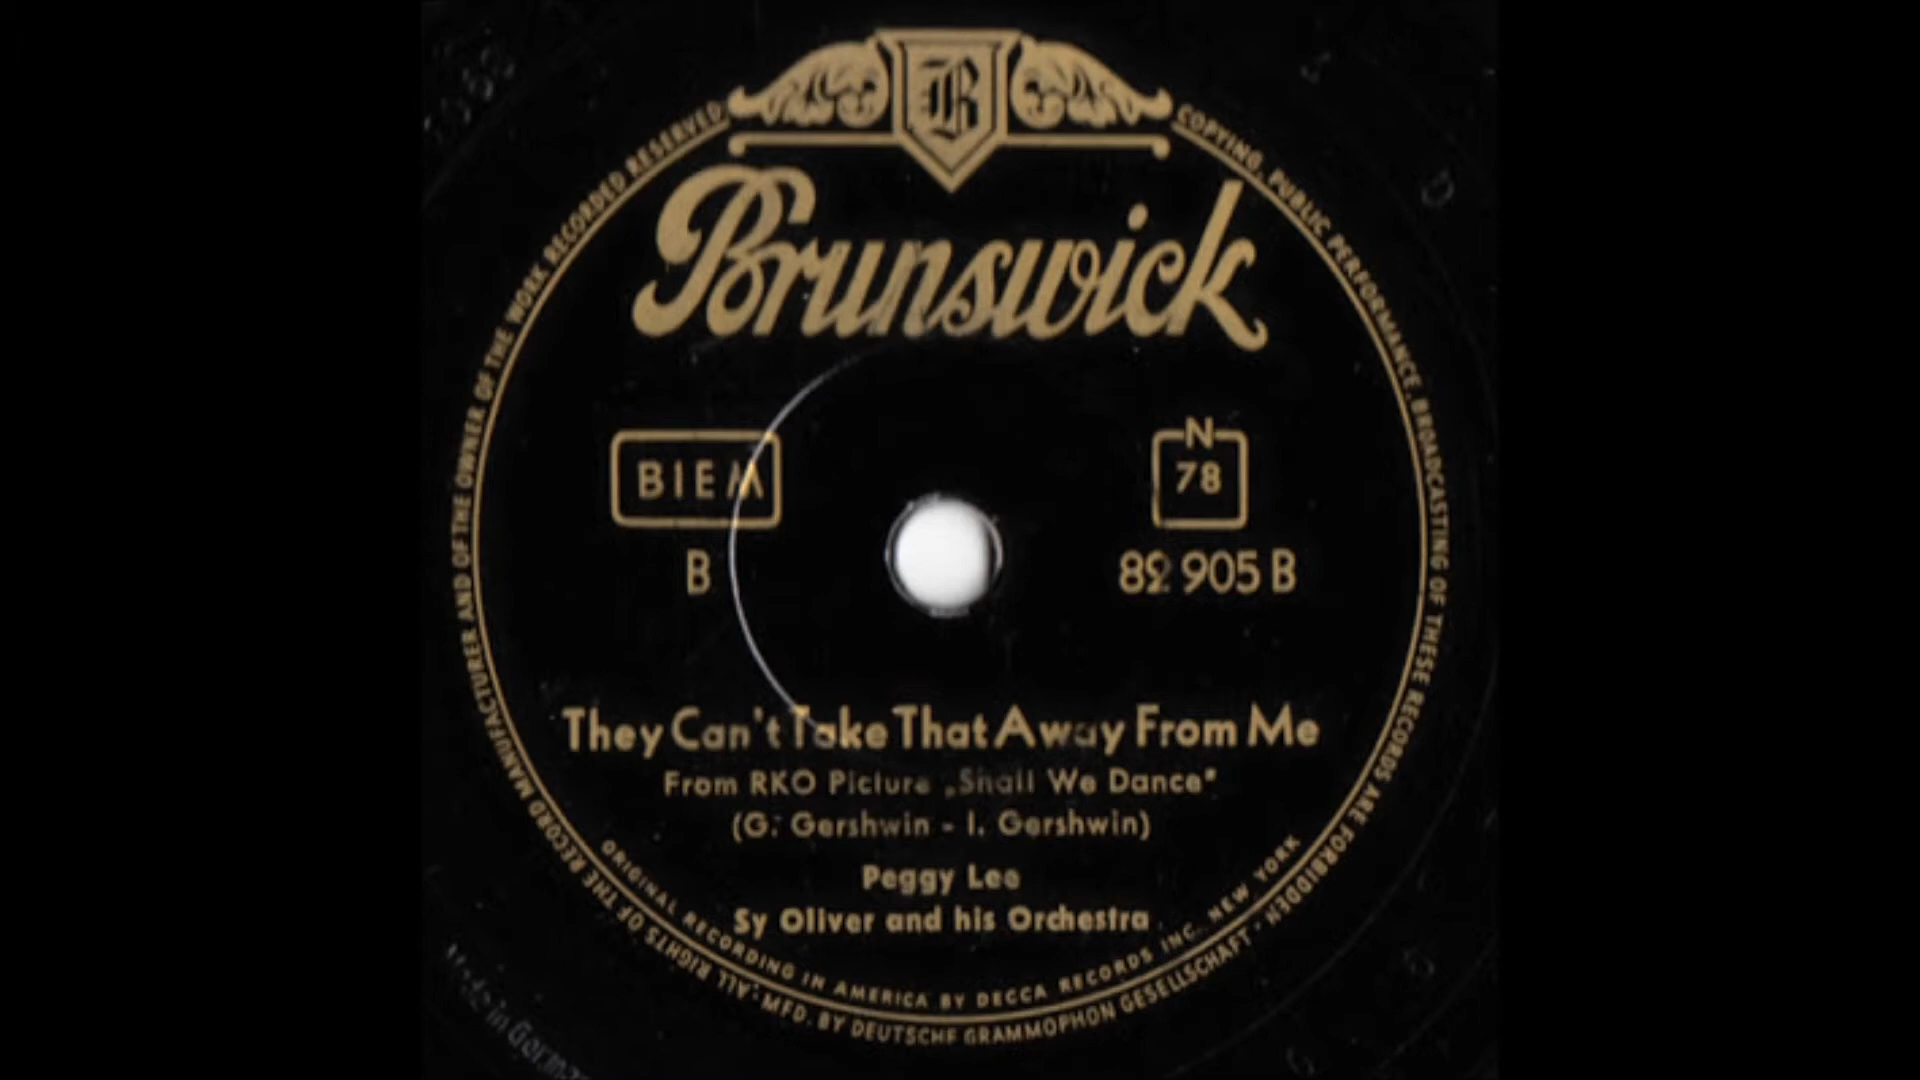 B
Brunswick
BIEM
N
78
B
82 905 B
They Can't Take That Away From Me
From RKO Picture „Shall We Dance"
(G. Gershwin - I. Gershwin)
Peggy Lee
Sy Oliver and his Orchestra
ORIGINAL RECORDING IN AMERICA BY DECCA RECORDS INC. NEW YORK
MFD. BY DEUTSCHE GRAMMOPHON GESELLSCHAFT ·
ALL RIGHTS OF THE RECORD MANUFACTURER AND OF THE OWNER OF THE WORK RECORDED RESERVED
COPYING, PUBLIC PERFORMANCE, BROADCASTING OF THESE RECORDS ARE FORBIDDEN ·
Made in Germany